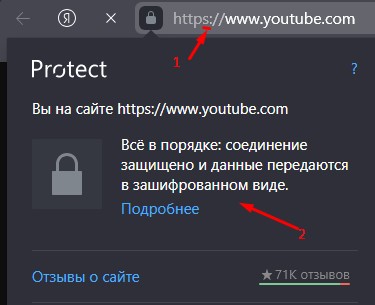 Я https://www.youtube.com
1
Protect ?
Вы на сайте https://www.youtube.com
Всё в порядке: соединение
защищено и данные передаются
в зашифрованном виде.
Подробнее
2
Отзывы о сайте ★ 71K отзывов